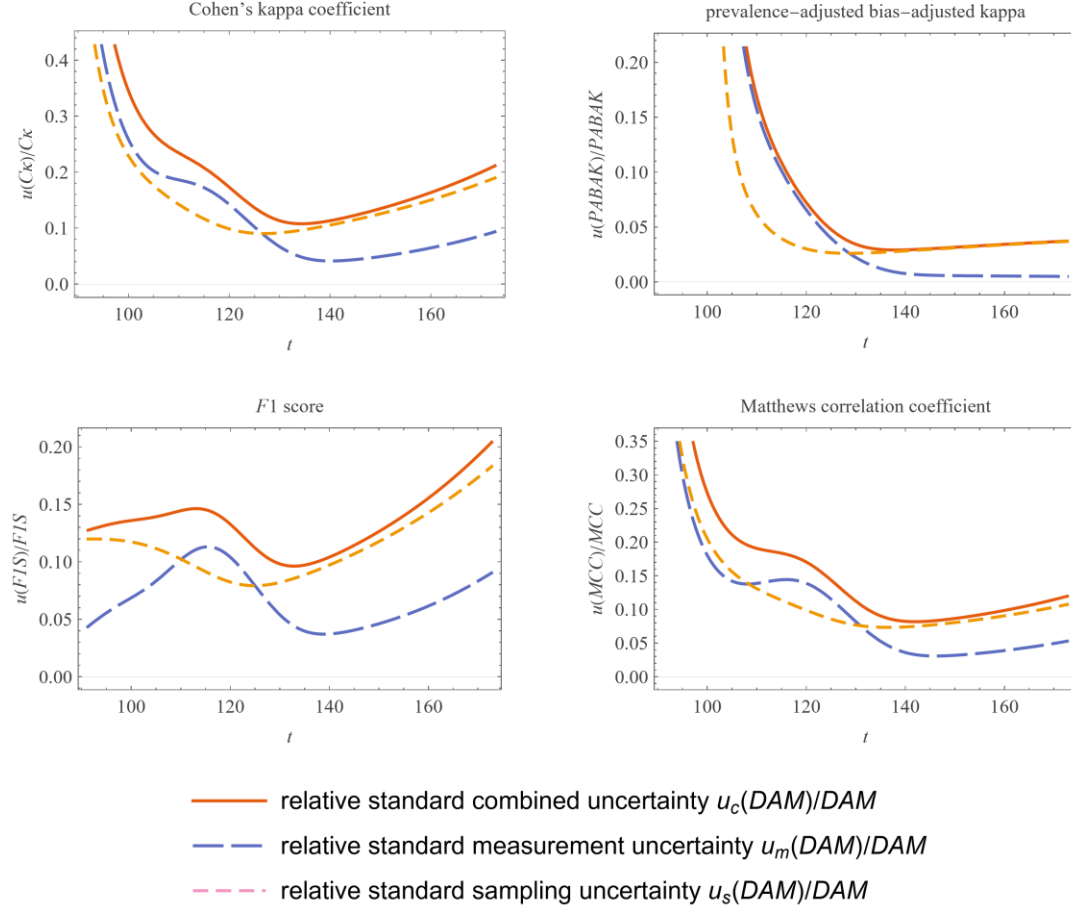 Cohen's kappa coefficient
u(Cκ)/Cκ
0.4
0.3
0.2
0.1
0.0
100 120 140 160
t
prevalence−adjusted bias−adjusted kappa
u(PABAK)/PABAK
0.20
0.15
0.10
0.05
0.00
100 120 140 160
t
F1 score
u(F1S)/F1S
0.20
0.15
0.10
0.05
0.00
100 120 140 160
t
Matthews correlation coefficient
u(MCC)/MCC
0.35
0.30
0.25
0.20
0.15
0.10
0.05
0.00
100 120 140 160
t
relative standard combined uncertainty u_c(DAM)/DAM
relative standard measurement uncertainty u_m(DAM)/DAM
relative standard sampling uncertainty u_s(DAM)/DAM